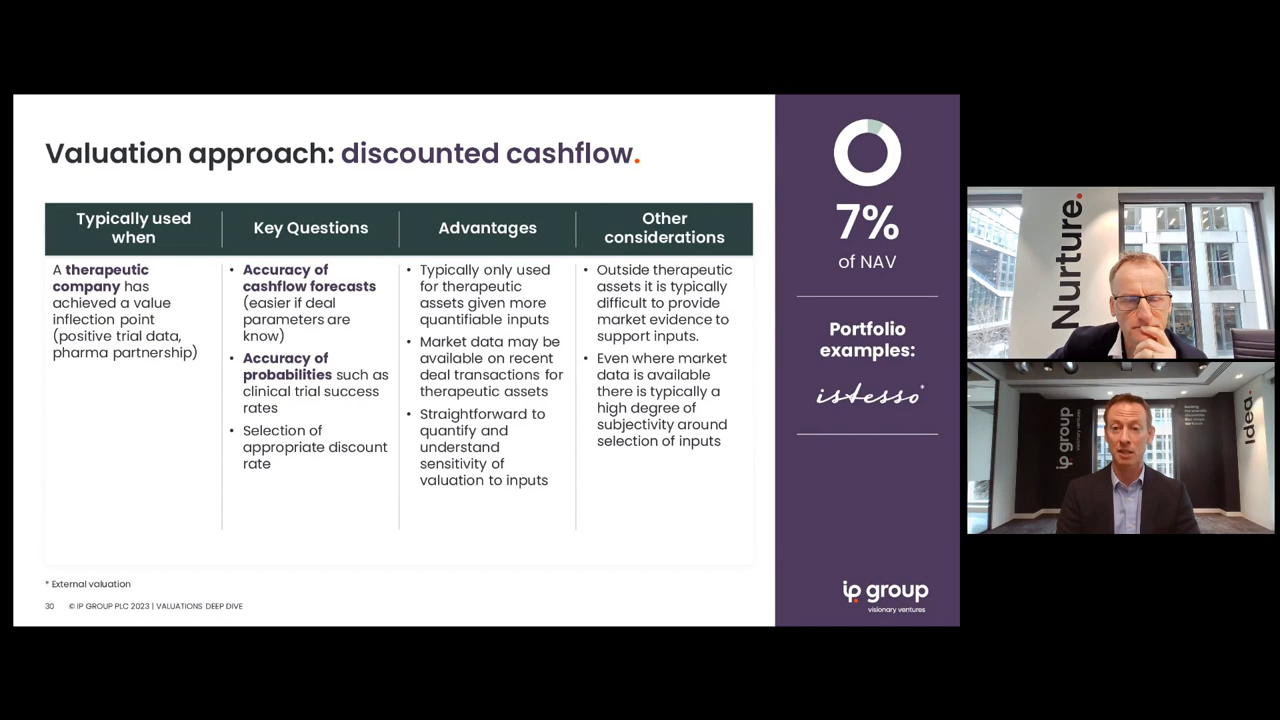 Valuation approach: discounted cashflow.
Typically used
when
Key Questions
Advantages
Other
considerations
A therapeutic
company has
achieved a value
inflection point
(positive trial data,
pharma partnership)
• Accuracy of
cashflow forecasts
(easier if deal
parameters are
know)
• Accuracy of
probabilities such as
clinical trial success
rates
• Selection of
appropriate discount
rate
• Typically only used
for therapeutic
assets given more
quantifiable inputs
• Market data may be
available on recent
deal transactions for
therapeutic assets
• Straightforward to
quantify and
understand
sensitivity of
valuation to inputs
• Outside therapeutic
assets it is typically
difficult to provide
market evidence to
support inputs.
• Even where market
data is available
there is typically a
high degree of
subjectivity around
selection of inputs
* External valuation
30 © IP GROUP PLC 2023 | VALUATIONS DEEP DIVE
7%
of NAV
Portfolio
examples:
istesso*
ip group
visionary ventures
Nurture.
ip group
Idea.